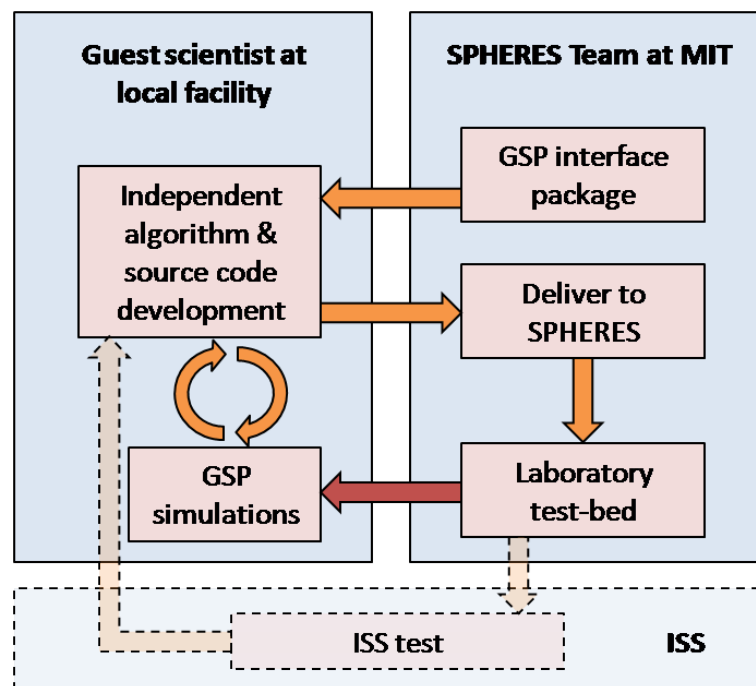 Guest scientist at
local facility
SPHERES Team at MIT
GSP interface
package
Independent
algorithm &
source code
development
Deliver to
SPHERES
GSP
simulations
Laboratory
test-bed
ISS test
ISS